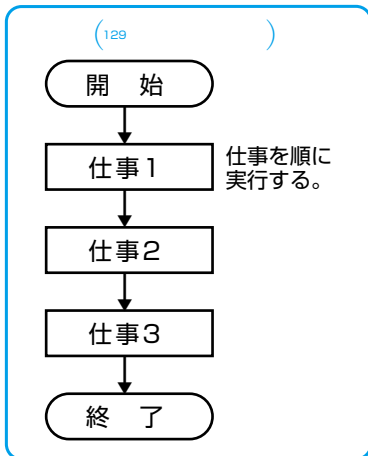 (129 )
開 始
仕事1
仕事を順に
実行する。
仕事2
仕事3
終 了